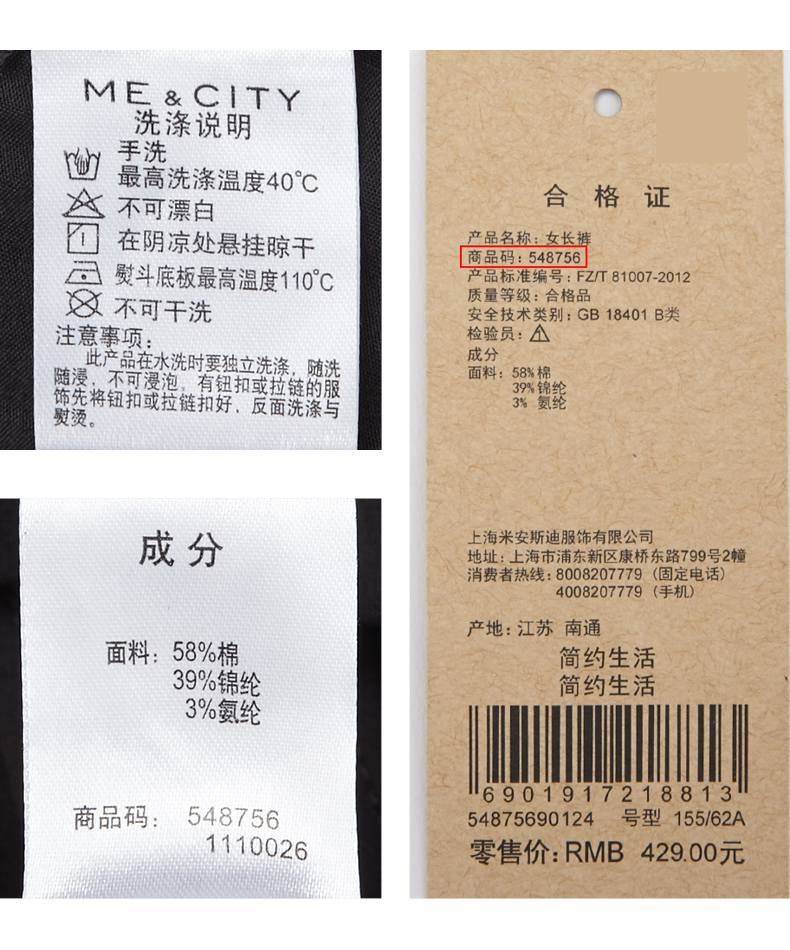 ME & CITY
洗涤说明
手洗
最高洗涤温度40℃
不可漂白
在阴凉处悬挂晾干
熨斗底板最高温度110℃
不可干洗
注意事项:
此产品在水洗时要独立洗涤，随洗
随浸，不可浸泡，有钮扣或拉链的服
饰先将钮扣或拉链扣好，反面洗涤与
熨烫。
成分
面料: 58%棉
39%锦纶
3%氨纶
商品码: 548756
1110026
合格证
产品名称: 女长裤
商品码: 548756
产品标准编号: FZ/T 81007-2012
质量等级: 合格品
安全技术类别: GB 18401 B类
检验员: 1
成分
面料: 58%棉
39%锦纶
3% 氨纶
上海米安斯迪服饰有限公司
地址: 上海市浦东新区康桥东路799号2幢
消费者热线: 8008207779 (固定电话)
4008207779 (手机)
产地: 江苏 南通
简约生活
简约生活
6901917218813
54875690124 号型 155/62A
零售价: RMB 429.00元